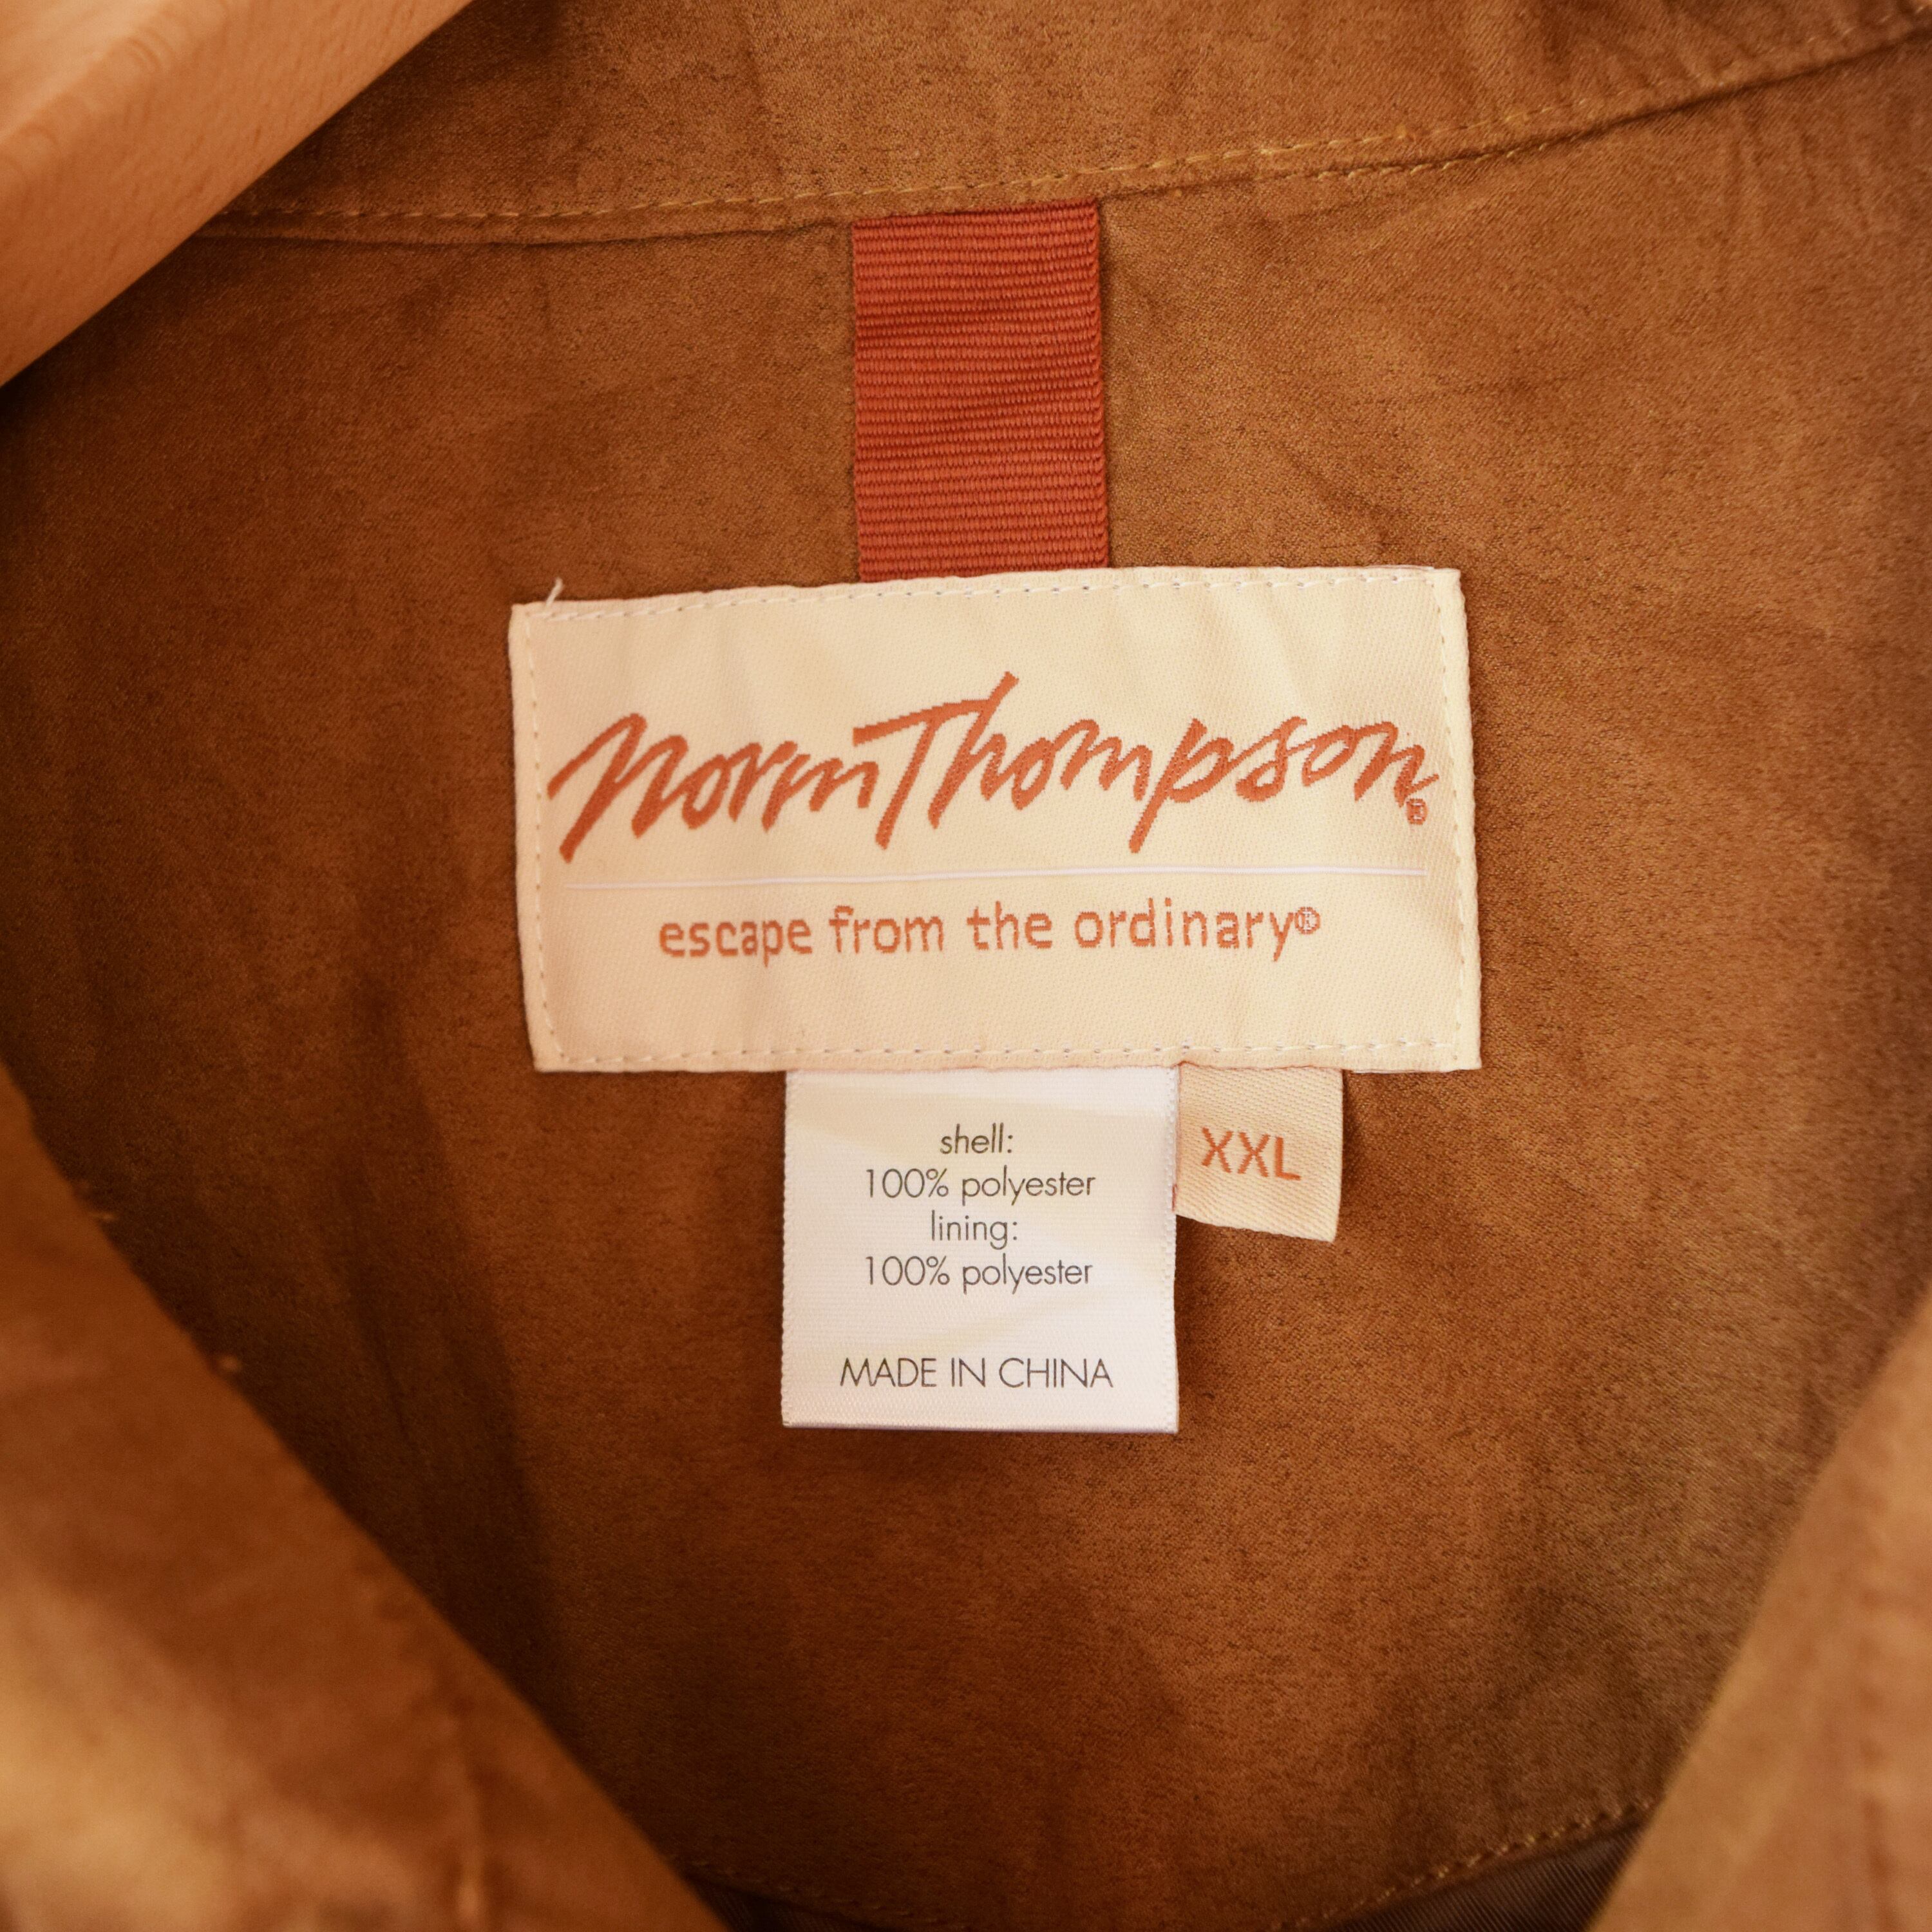 Norm Thompson®
escape from the ordinary®
shell:
100% polyester
lining:
100% polyester
MADE IN CHINA
XXL